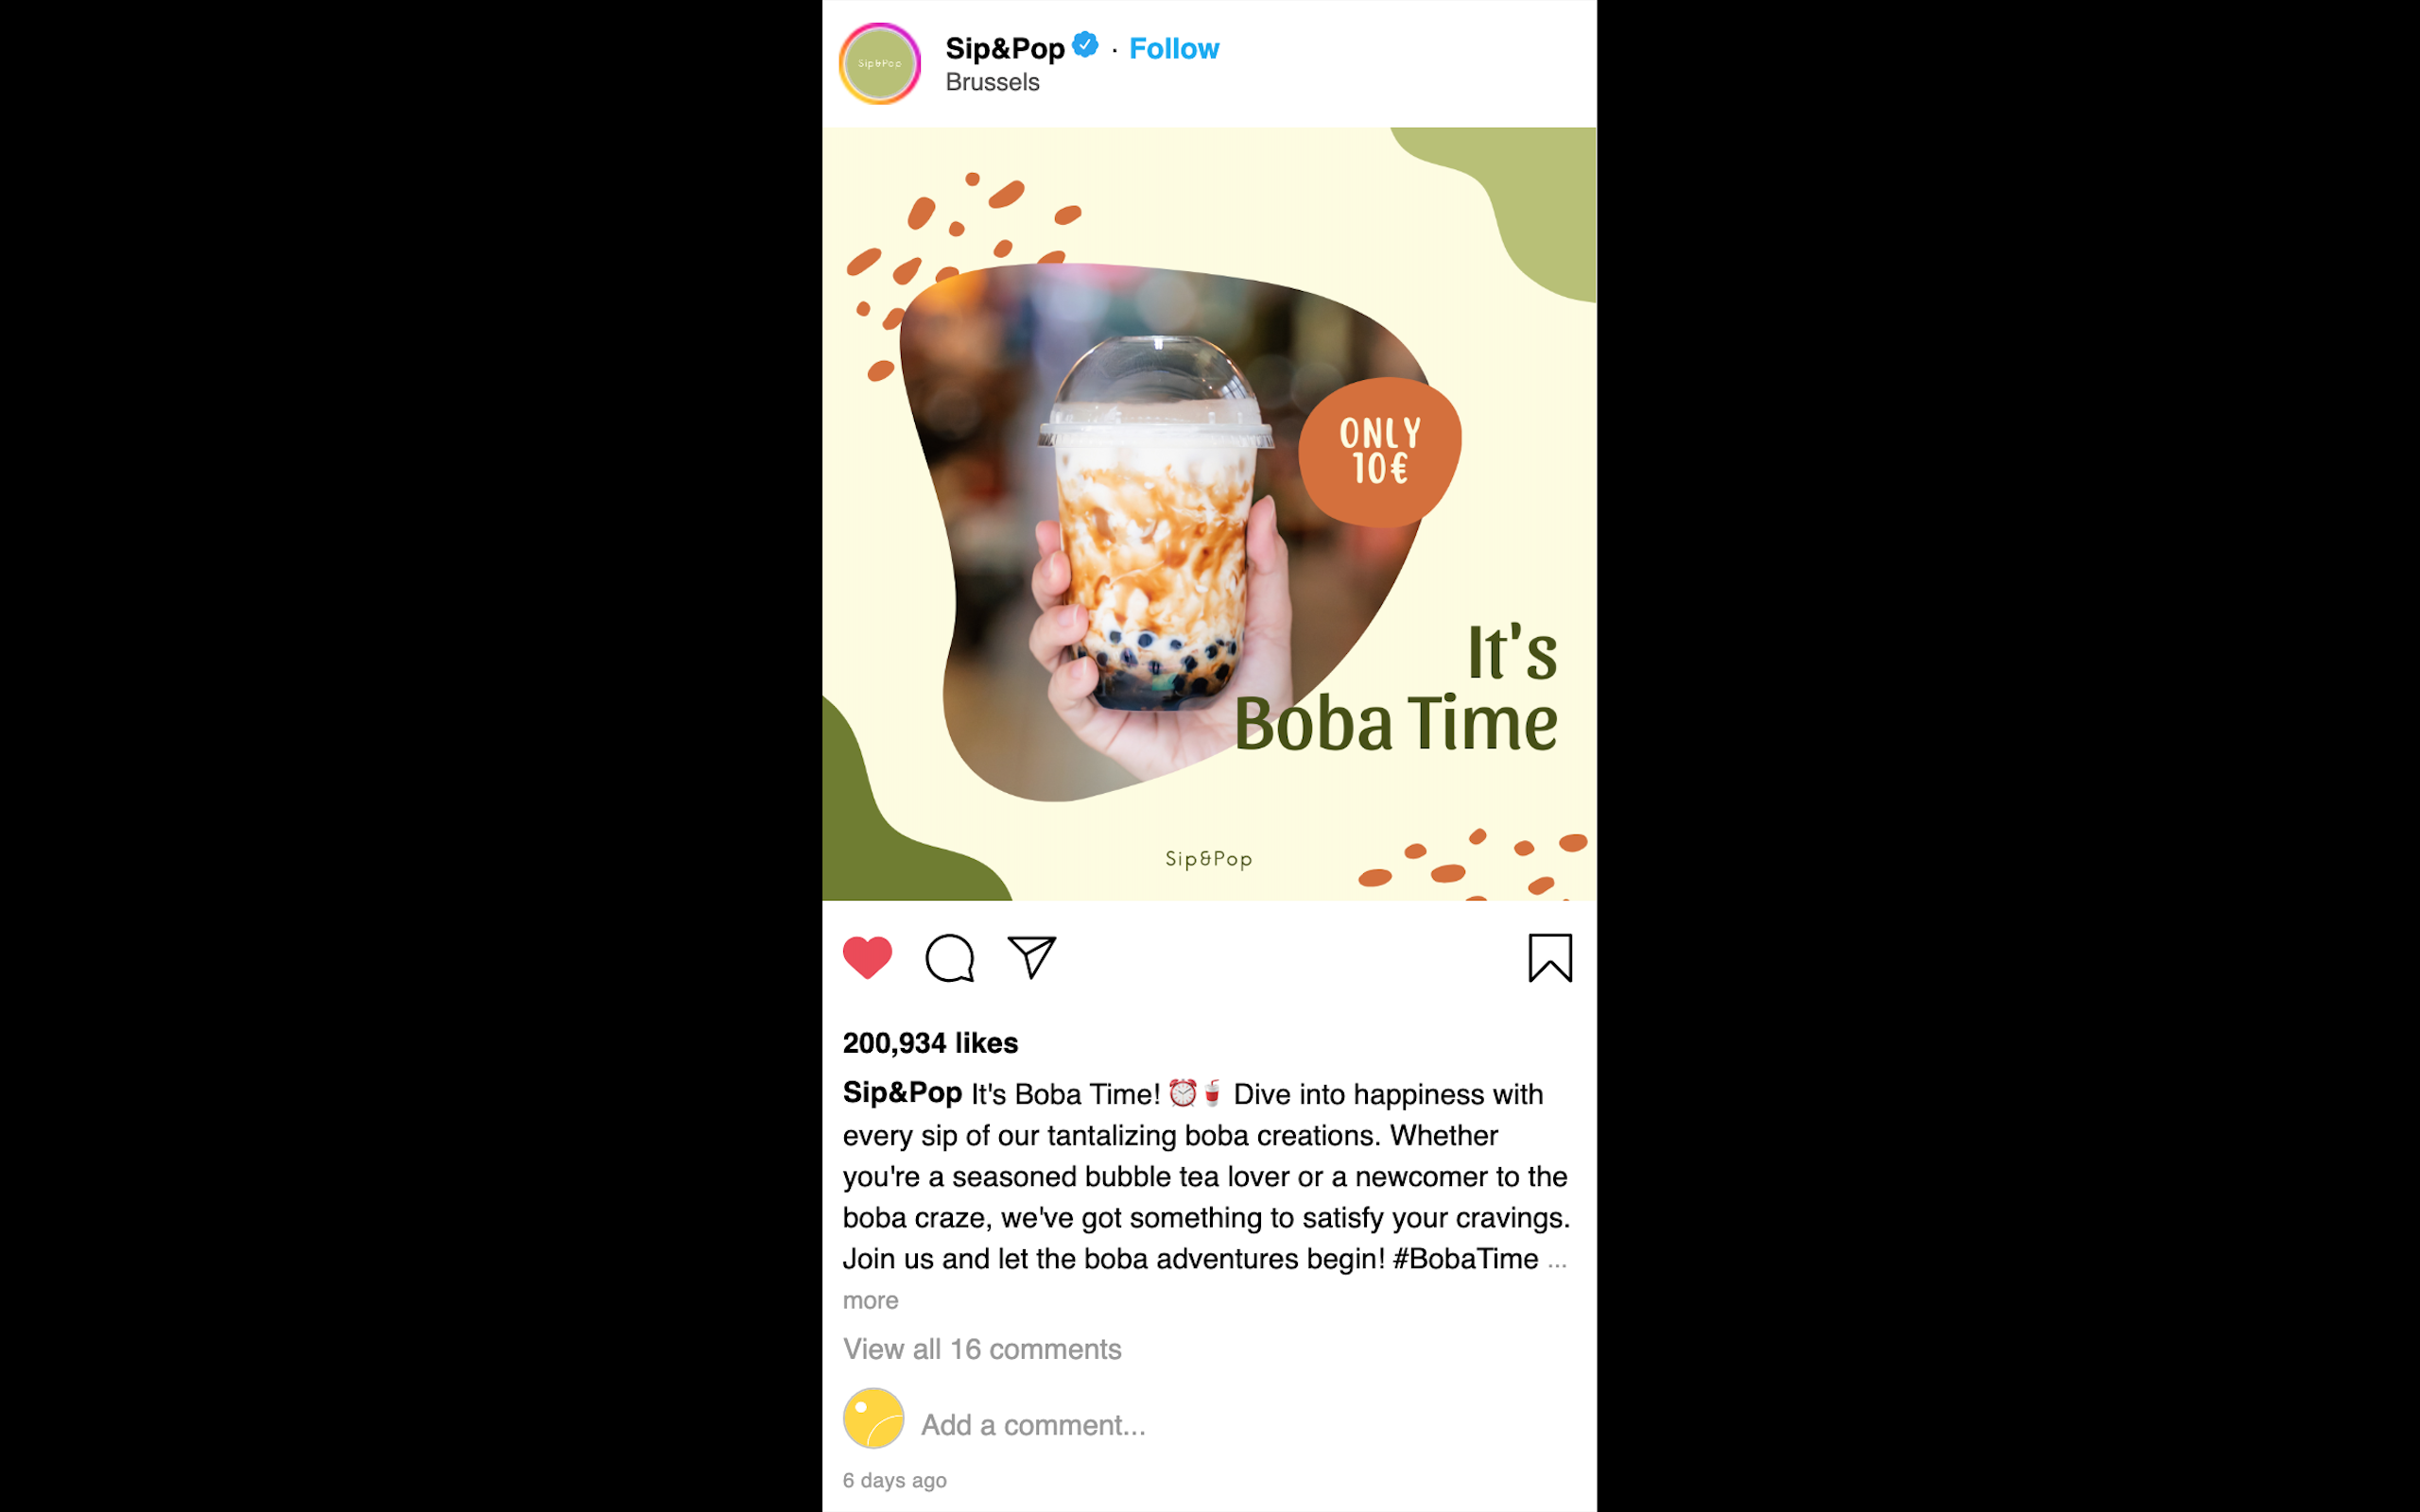 Sip&Pop
Sip&Pop · Follow
Brussels
ONLY
10€
It's
Boba Time
Sip&Pop
200,934 likes
Sip&Pop It's Boba Time! ⏰🥤 Dive into happiness with
every sip of our tantalizing boba creations. Whether
you're a seasoned bubble tea lover or a newcomer to the
boba craze, we've got something to satisfy your cravings.
Join us and let the boba adventures begin! #BobaTime ...
more
View all 16 comments
Add a comment...
6 days ago